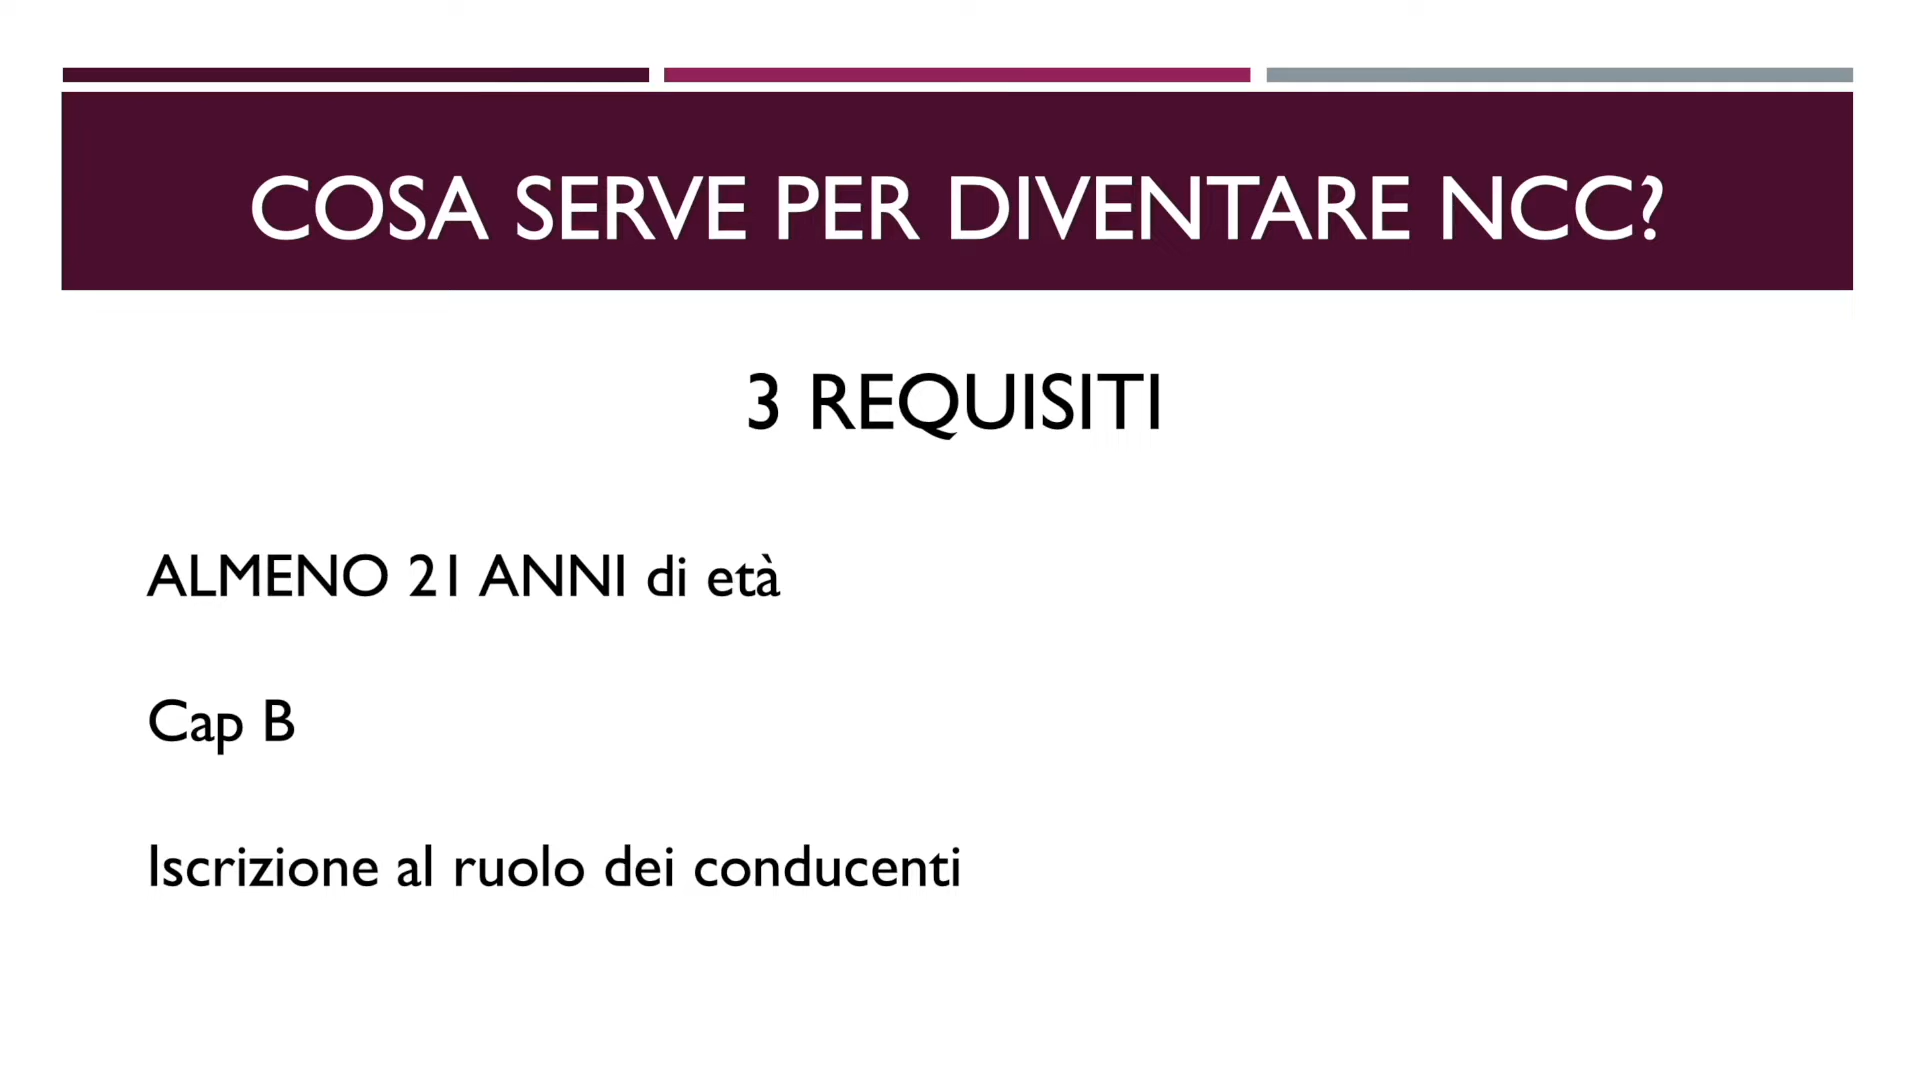 COSA SERVE PER DIVENTARE NCC?
3 REQUISITI
ALMENO 21 ANNI di età
Cap B
Iscrizione al ruolo dei conducenti